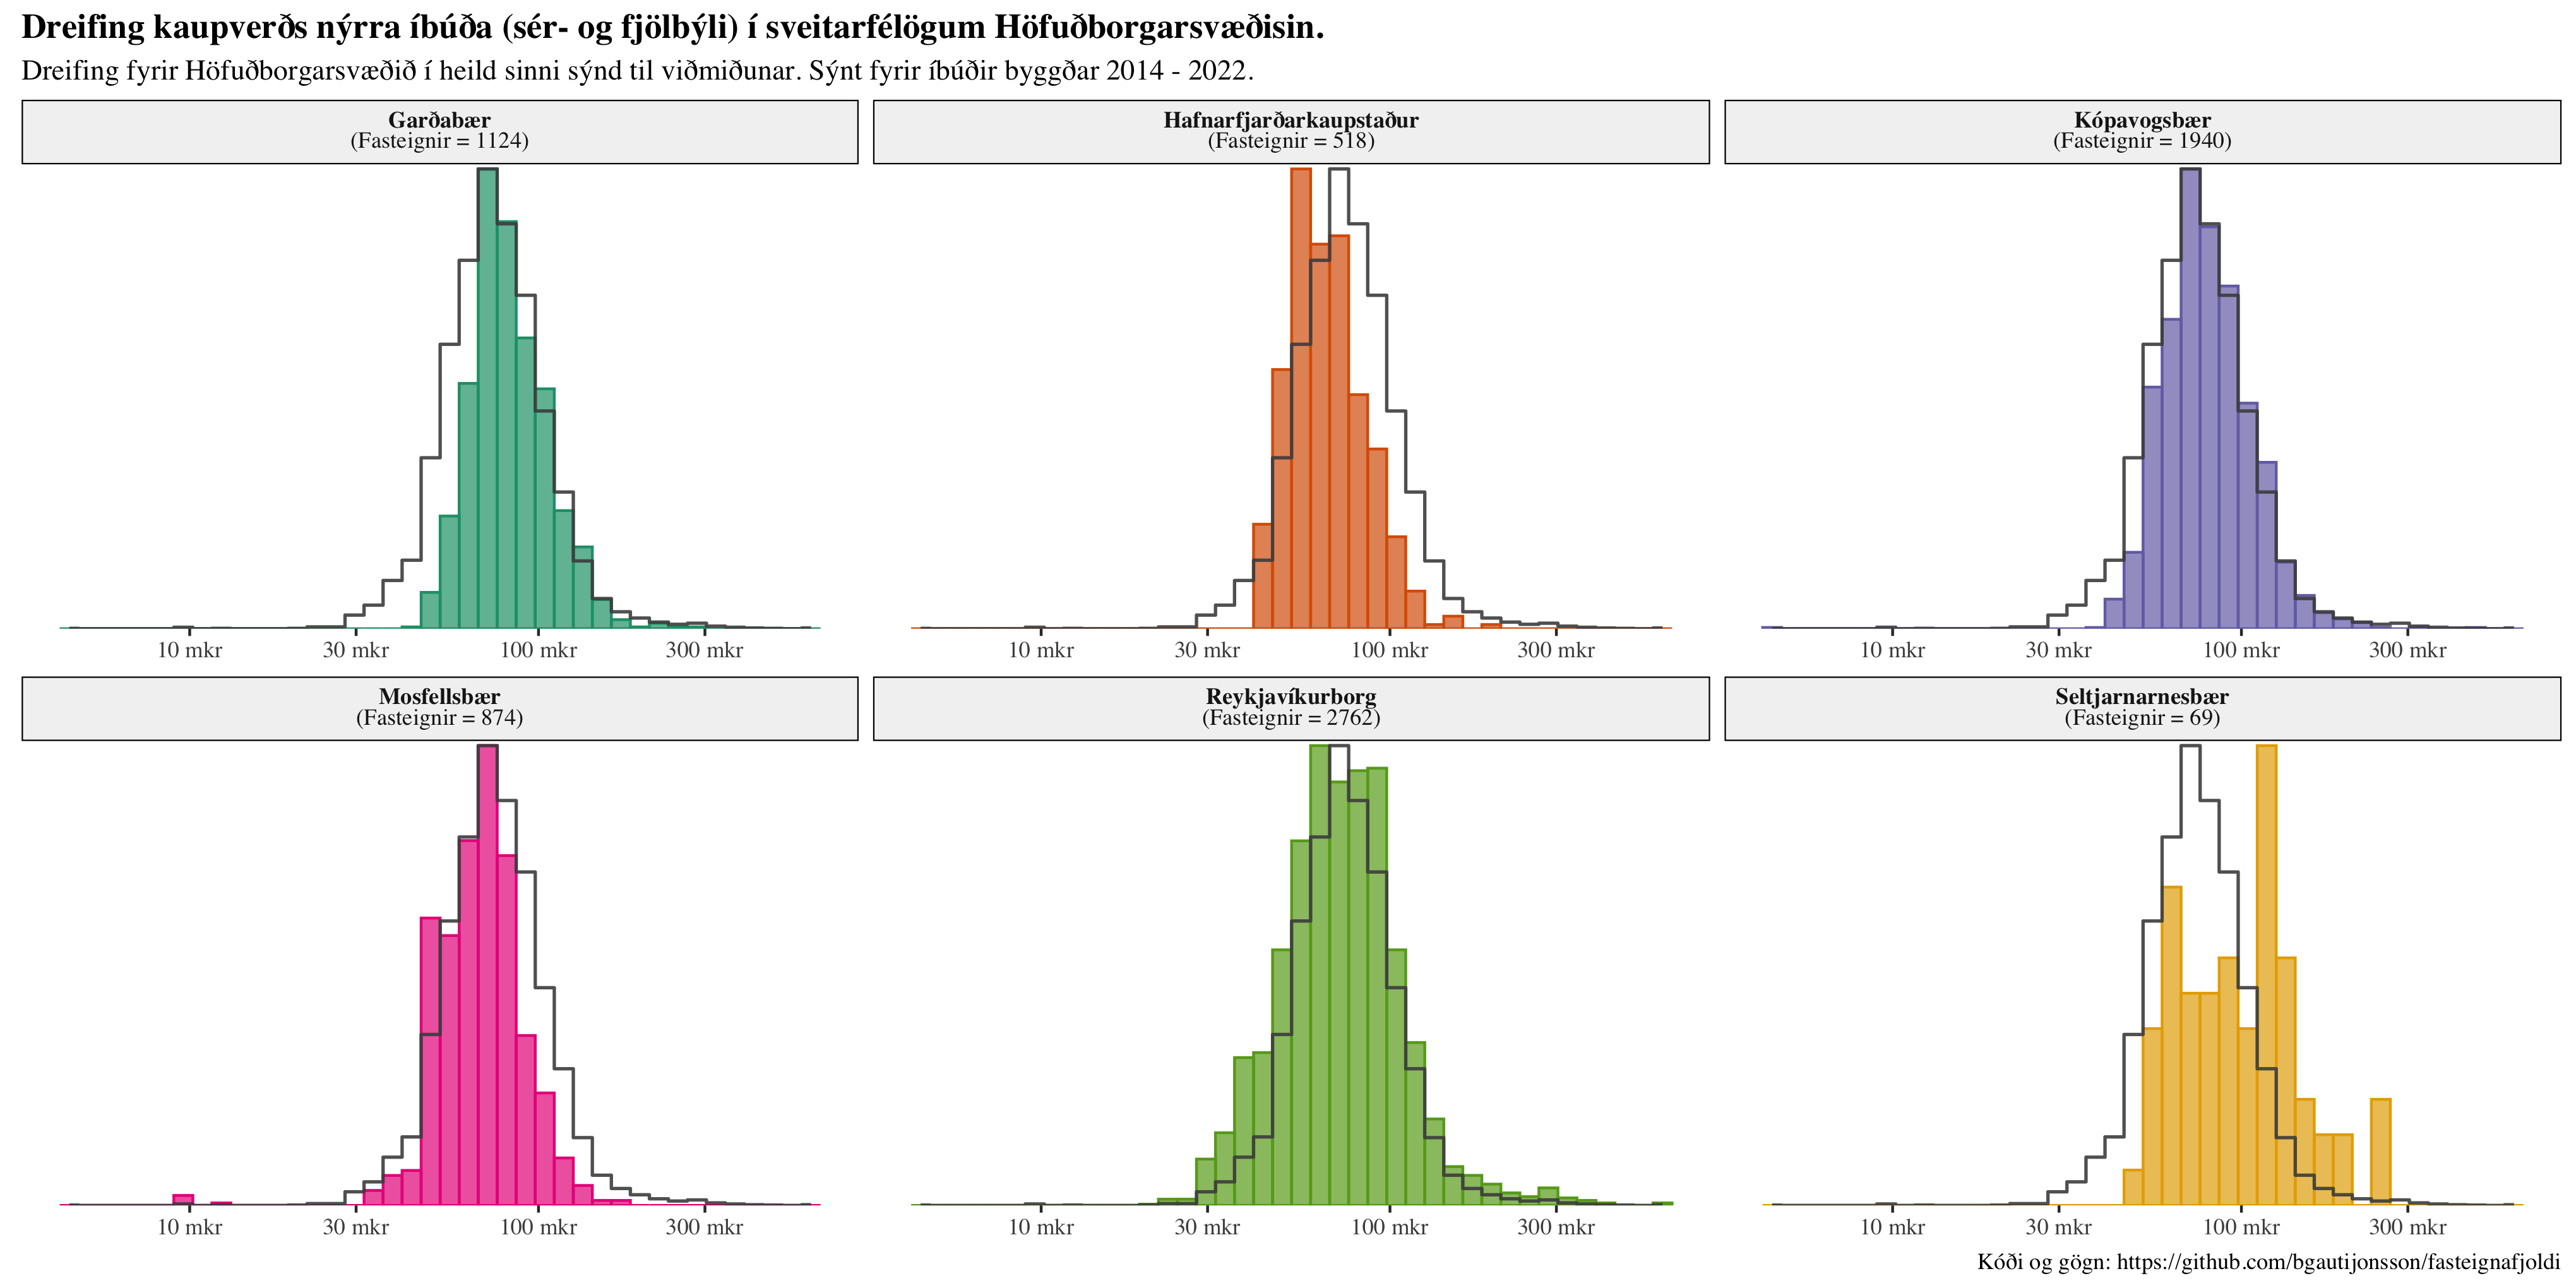 Dreifing kaupverðs nýrra íbúða (sér- og fjölbýli) í sveitarfélögum Höfuðborgarsvæðisin.
Dreifing fyrir Höfuðborgarsvæðið í heild sinni sýnd til viðmiðunar. Sýnt fyrir íbúðir byggðar 2014 - 2022.
Garðabær
(Fasteignir = 1124)
Hafnarfjarðarkaupstaður
(Fasteignir = 518)
Kópavogsbær
(Fasteignir = 1940)
10 mkr 30 mkr 100 mkr 300 mkr
10 mkr 30 mkr 100 mkr 300 mkr
10 mkr 30 mkr 100 mkr 300 mkr
Mosfellsbær
(Fasteignir = 874)
Reykjavíkurborg
(Fasteignir = 2762)
Seltjarnarnesbær
(Fasteignir = 69)
10 mkr 30 mkr 100 mkr 300 mkr
10 mkr 30 mkr 100 mkr 300 mkr
10 mkr 30 mkr 100 mkr 300 mkr
Kóði og gögn: https://github.com/bgautijonsson/fasteignafjoldi